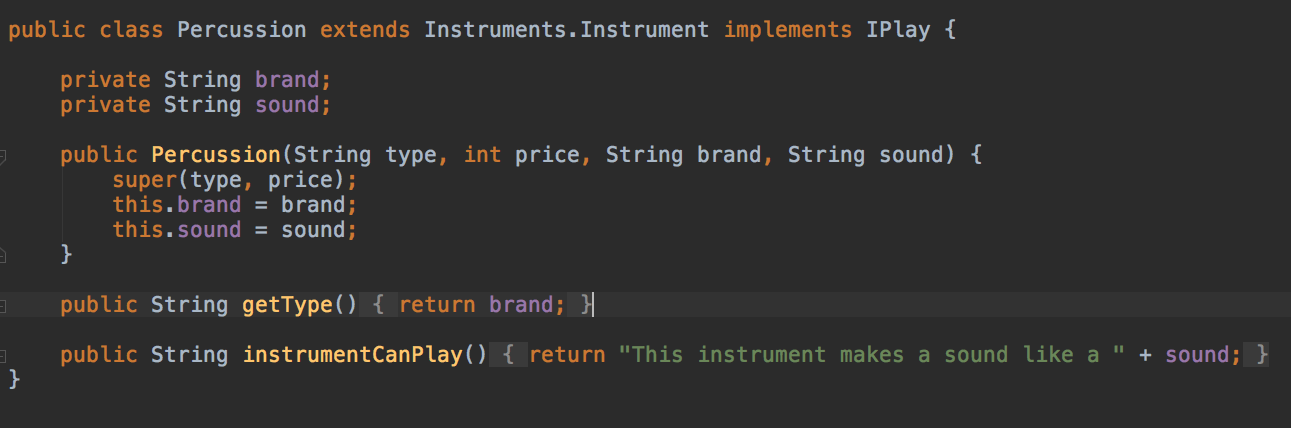 public class Percussion extends Instruments.Instrument implements IPlay {
private String brand;
private String sound;
public Percussion(String type, int price, String brand, String sound) {
super(type, price);
this.brand = brand;
this.sound = sound;
}
public String getType() { return brand; }
public String instrumentCanPlay() { return "This instrument makes a sound like a " + sound; }
}